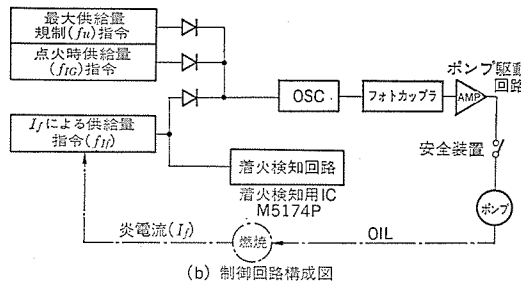 最大供給量
規制(fu)指令
点火時供給量
(fIG)指令
Ifによる供給量
指令(fIf)
OSC
フォトカップラ
ポンプ駆動
回路
AMP
安全装置
ポンプ
着火検知回路
着火検知用IC
M5174P
炎電流(If)
燃焼
OIL
(b) 制御回路構成図